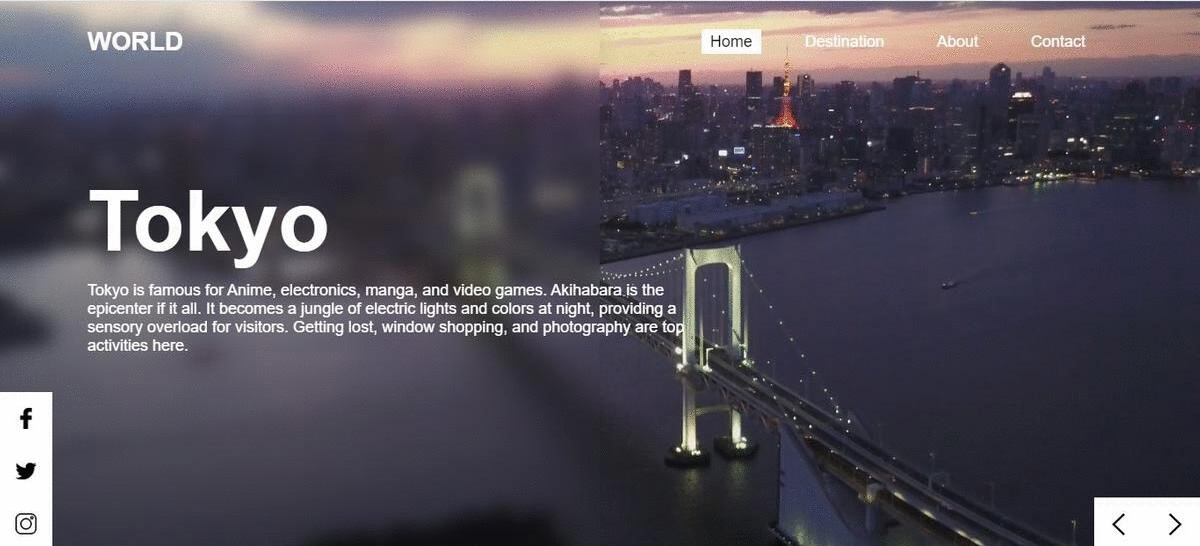 WORLD
Home Destination About Contact
Tokyo
Tokyo is famous for Anime, electronics, manga, and video games. Akihabara is the
epicenter if it all. It becomes a jungle of electric lights and colors at night, providing a
sensory overload for visitors. Getting lost, window shopping, and photography are top
activities here.